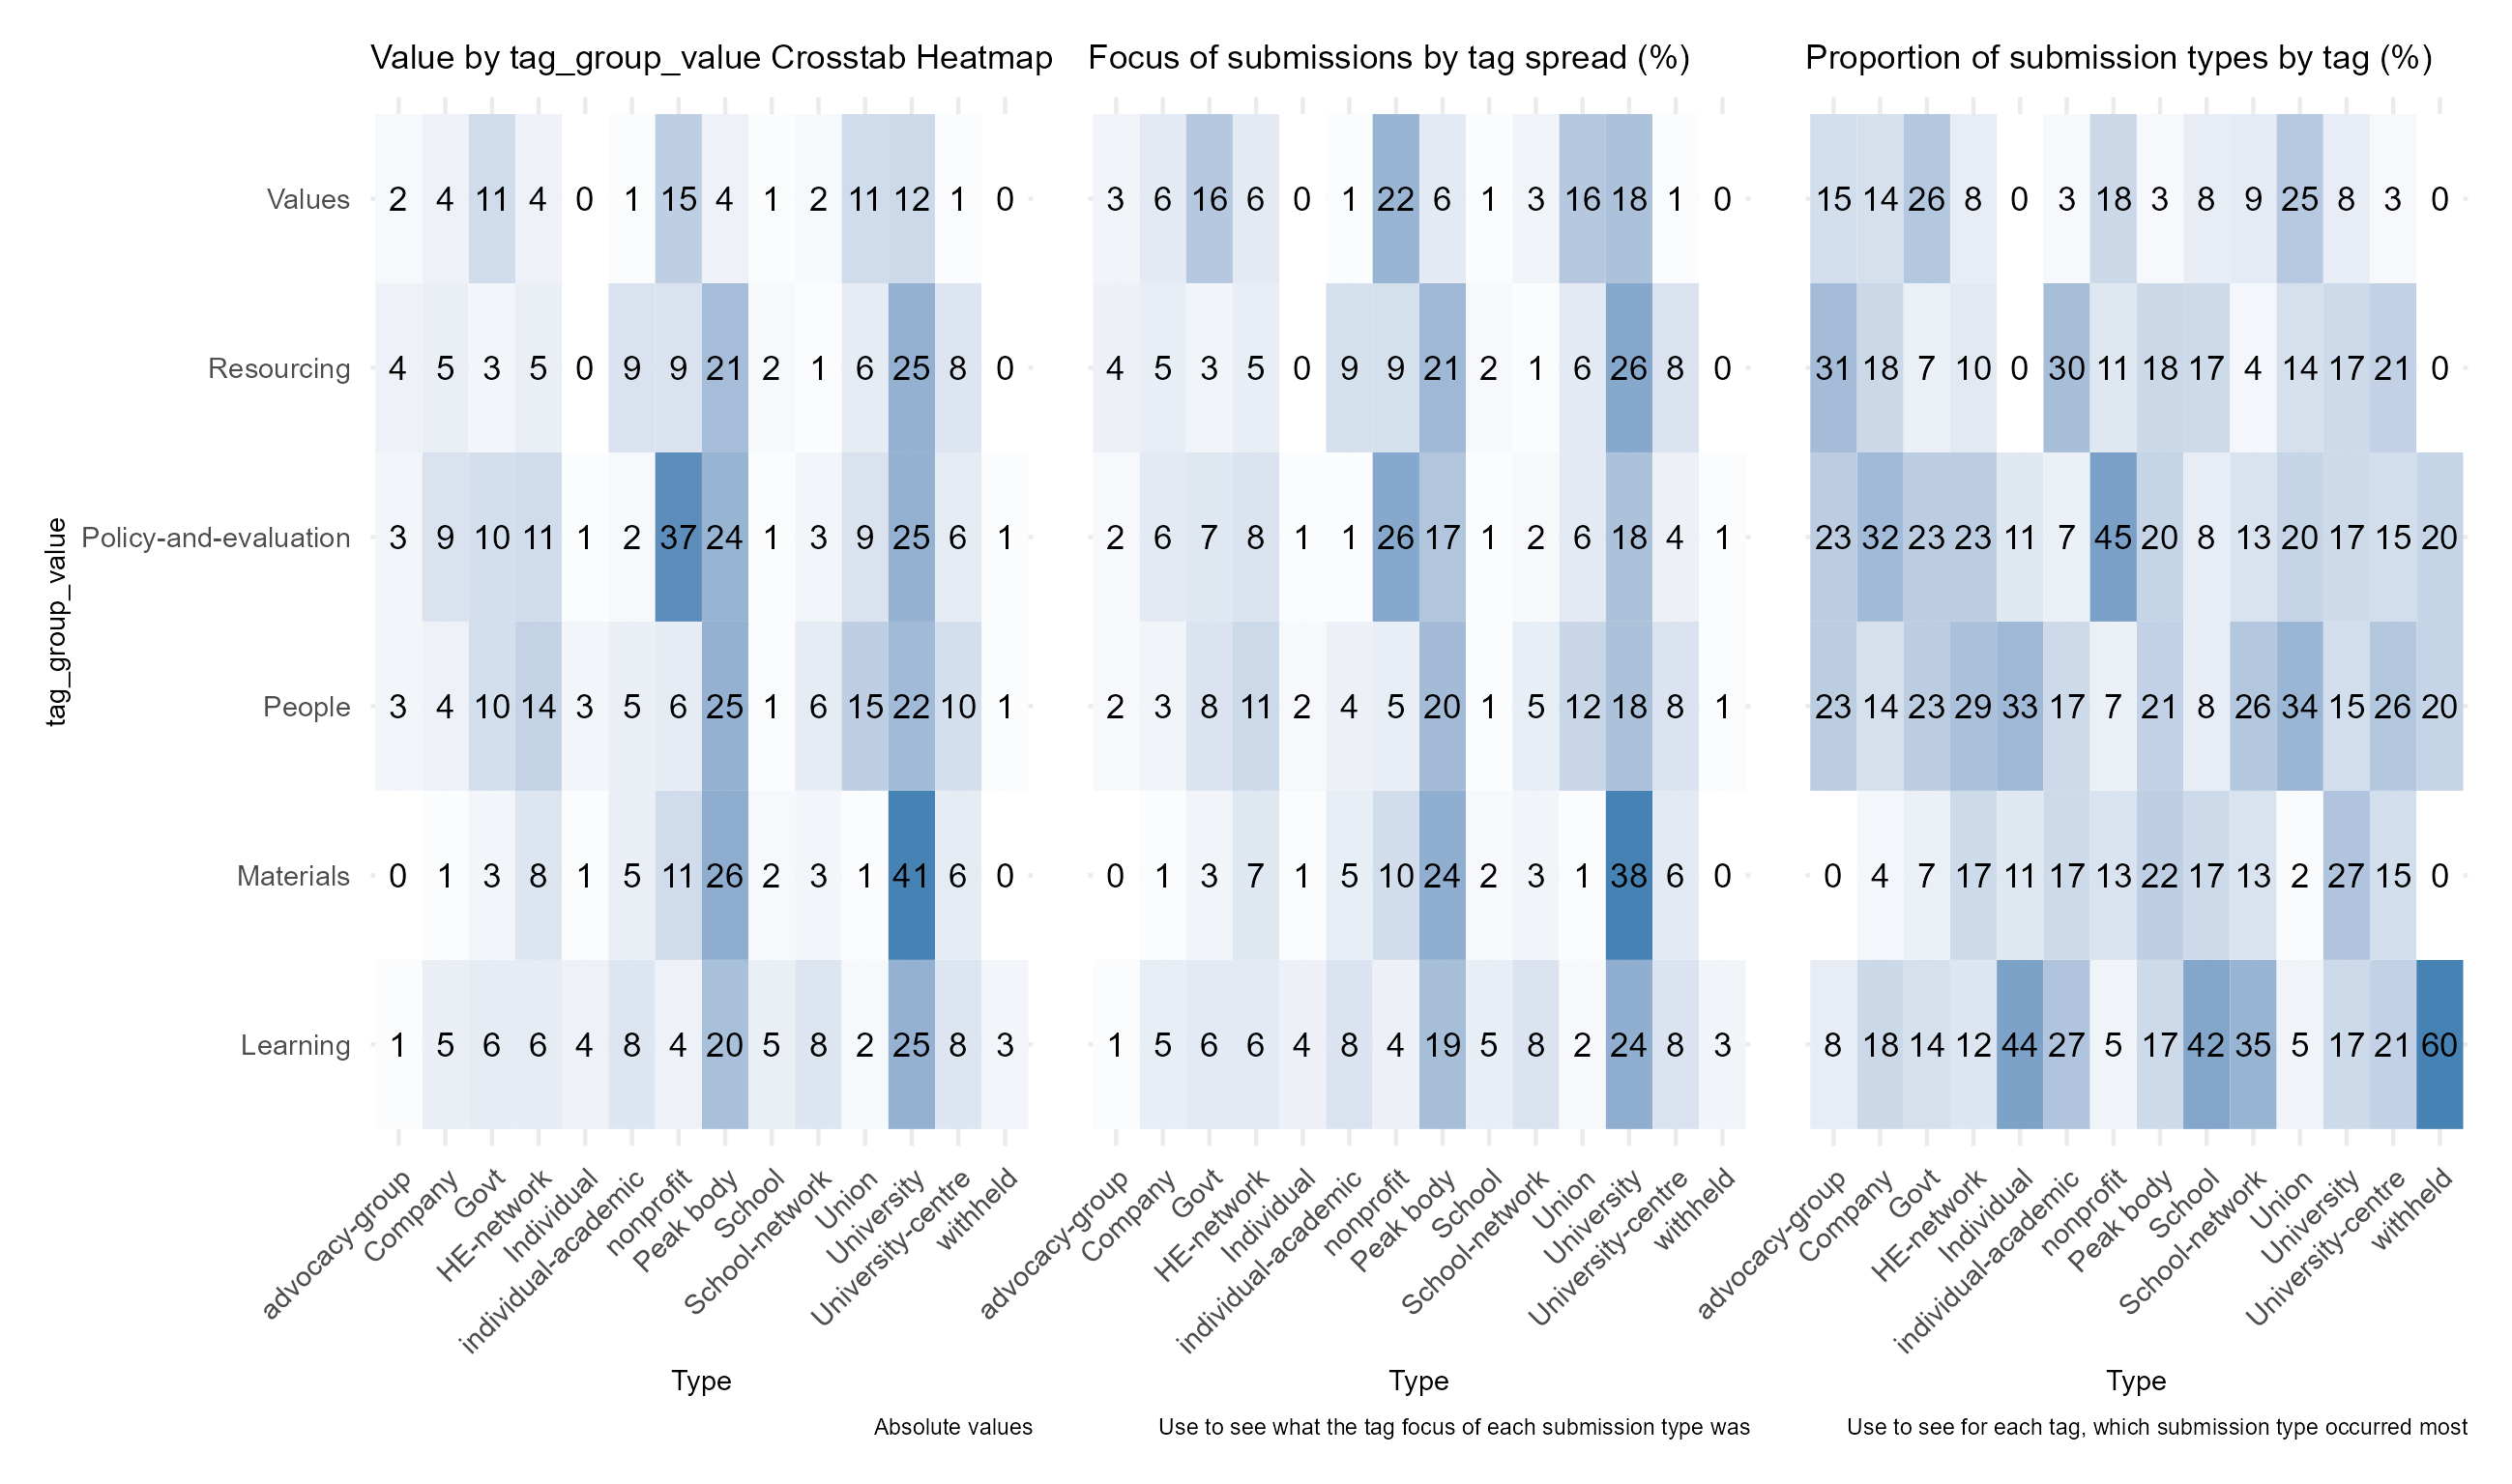 Value by tag_group_value Crosstab Heatmap
Focus of submissions by tag spread (%)
Proportion of submission types by tag (%)
tag_group_value
Values 2 4 11 4 0 1 15 4 1 2 11 12 1 0 3 6 16 6 0 1 22 6 1 3 16 18 1 0 15 14 26 8 0 3 18 3 8 9 25 8 3 0
Resourcing 4 5 3 5 0 9 9 21 2 1 6 25 8 0 4 5 3 5 0 9 9 21 2 1 6 26 8 0 31 18 7 10 0 30 11 18 17 4 14 17 21 0
Policy-and-evaluation 3 9 10 11 1 2 37 24 1 3 9 25 6 1 2 6 7 8 1 1 26 17 1 2 6 18 4 1 23 32 23 23 11 7 45 20 8 13 20 17 15 20
People 3 4 10 14 3 5 6 25 1 6 15 22 10 1 2 3 8 11 2 4 5 20 1 5 12 18 8 1 23 14 23 29 33 17 7 21 8 26 34 15 26 20
Materials 0 1 3 8 1 5 11 26 2 3 1 41 6 0 0 1 3 7 1 5 10 24 2 3 1 38 6 0 0 4 7 17 11 17 13 22 17 13 2 27 15 0
Learning 1 5 6 6 4 8 4 20 5 8 2 25 8 3 1 5 6 6 4 8 4 19 5 8 2 24 8 3 8 18 14 12 44 27 5 17 42 35 5 17 21 60
advocacy-group
Company
Govt
HE-network
Individual
individual-academic
nonprofit
Peak body
School
School-network
Union
University
University-centre
withheld
advocacy-group
Company
Govt
HE-network
Individual
individual-academic
nonprofit
Peak body
School
School-network
Union
University
University-centre
withheld
advocacy-group
Company
Govt
HE-network
Individual
individual-academic
nonprofit
Peak body
School
School-network
Union
University
University-centre
withheld
Type
Type
Type
Absolute values
Use to see what the tag focus of each submission type was
Use to see for each tag, which submission type occurred most